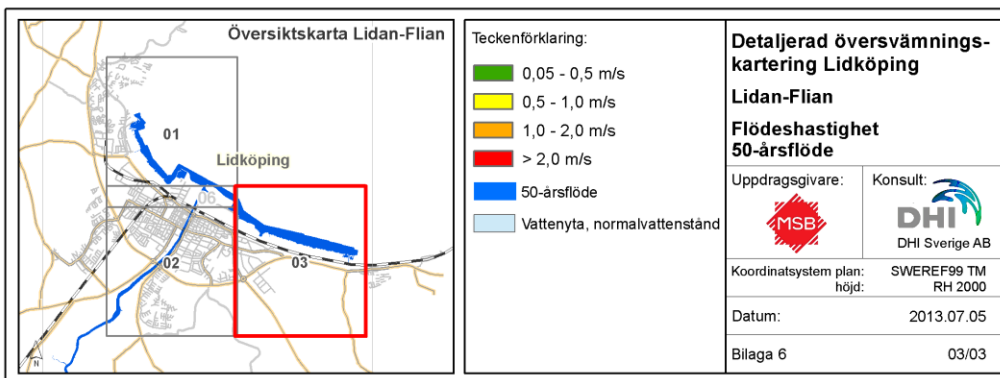 Översiktskarta Lidan-Flian
01
Lidköping
06
02
03
N
Teckenförklaring:
0,05 - 0,5 m/s
0,5 - 1,0 m/s
1,0 - 2,0 m/s
> 2,0 m/s
50-årsflöde
Vattenyta, normalvattenstånd
Detaljerad översvämnings-
kartering Lidköping
Lidan-Flian
Flödeshastighet
50-årsflöde
Uppdragsgivare:
MSB
Konsult:
DHI
DHI Sverige AB
Koordinatsystem plan: SWEREF99 TM
höjd: RH 2000
Datum: 2013.07.05
Bilaga 6 03/03